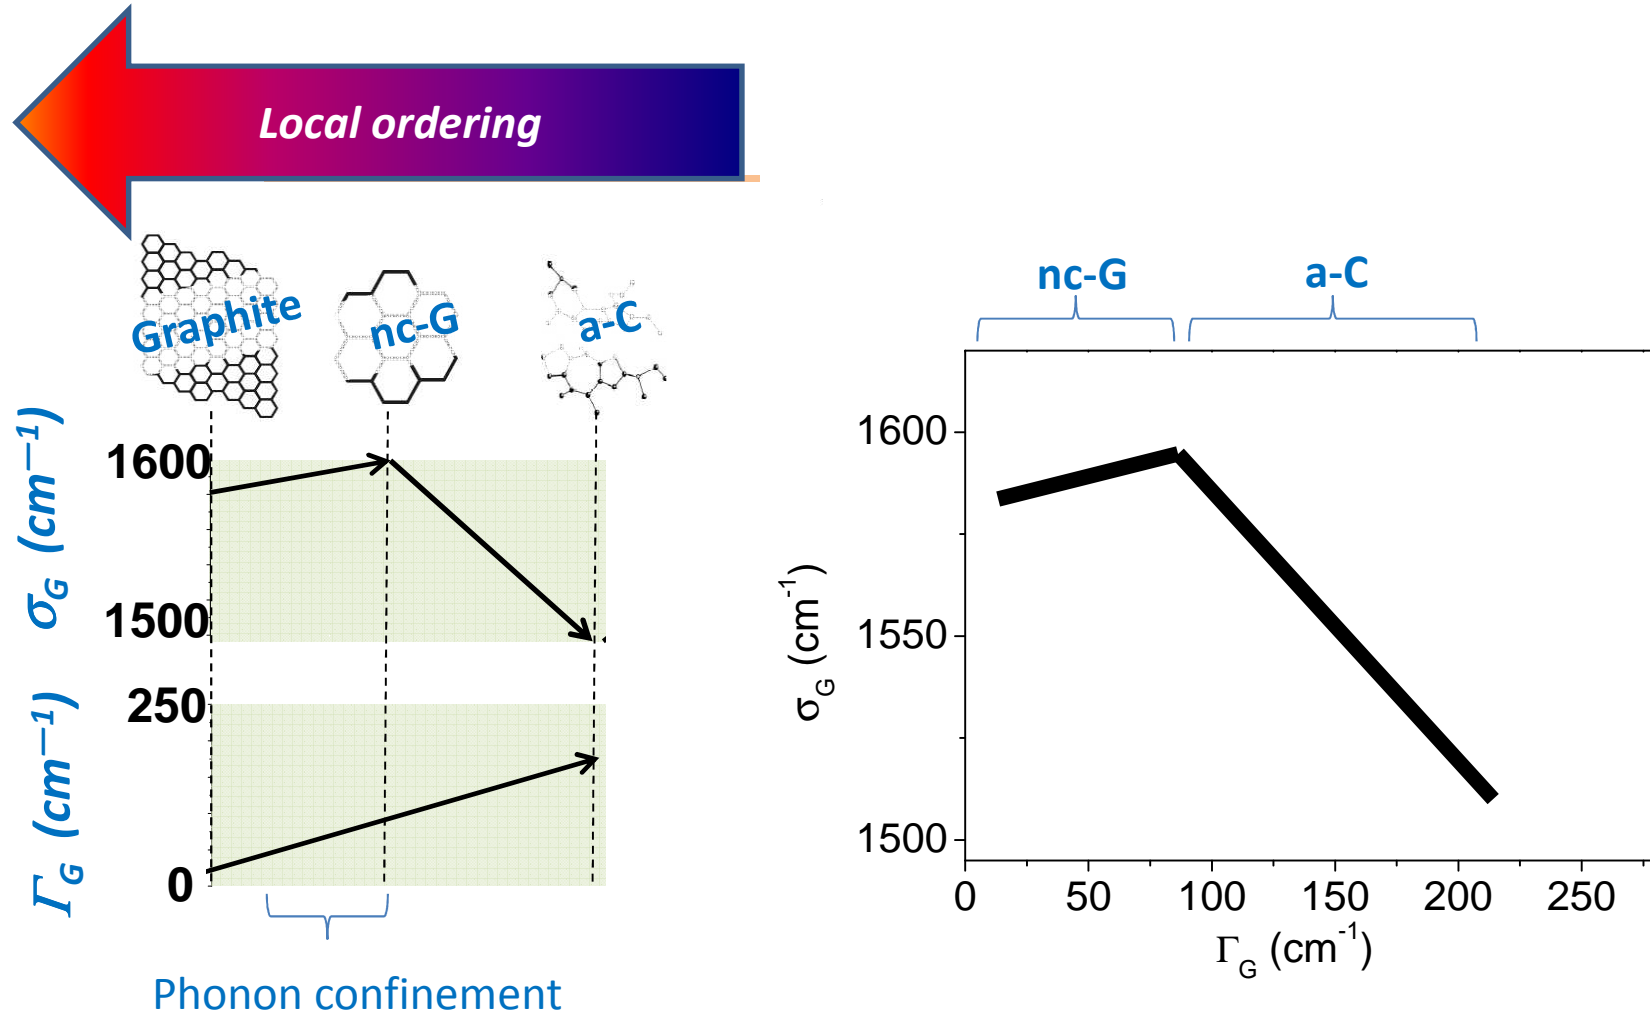 Local ordering
Graphite
nc-G
a-C
σG (cm−1)
1600
1500
ΓG (cm−1)
250
0
Phonon confinement
nc-G
a-C
σG (cm-1)
1600
1550
1500
0
50
100
150
200
250
ΓG (cm-1)